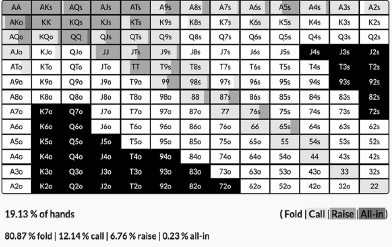 AA AKs AQs AJs ATs A9s A8s A7s A6s A5s A4s A3s A2s
AKo KK KQs KJs KTs K9s K8s K7s K6s K5s K4s K3s K2s
AQo KQo QQ QJs QTs Q9s Q8s Q7s Q6s Q5s Q4s Q3s Q2s
AJo KJo QJo JJ JTs J9s J8s J7s J6s J5s J4s J3s J2s
ATo KTo QTo JTo TT T9s T8s T7s T6s T5s T4s T3s T2s
A9o K9o Q9o J9o T9o 99 98s 97s 96s 95s 94s 93s 92s
A8o K8o Q8o J8o T8o 98o 88 87s 86s 85s 84s 83s 82s
A7o K7o Q7o J7o T7o 97o 87o 77 76s 75s 74s 73s 72s
A6o K6o Q6o J6o T6o 96o 86o 76o 66 65s 64s 63s 62s
A5o K5o Q5o J5o T5o 95o 85o 75o 65o 55 54s 53s 52s
A4o K4o Q4o J4o T4o 94o 84o 74o 64o 54o 44 43s 42s
A3o K3o Q3o J3o T3o 93o 83o 73o 63o 53o 43o 33 32s
A2o K2o Q2o J2o T2o 92o 82o 72o 62o 52o 42o 32o 22
19.13 % of hands ( Fold | Call | Raise | All-in )
80.87 % fold | 12.14 % call | 6.76 % raise | 0.23 % all-in